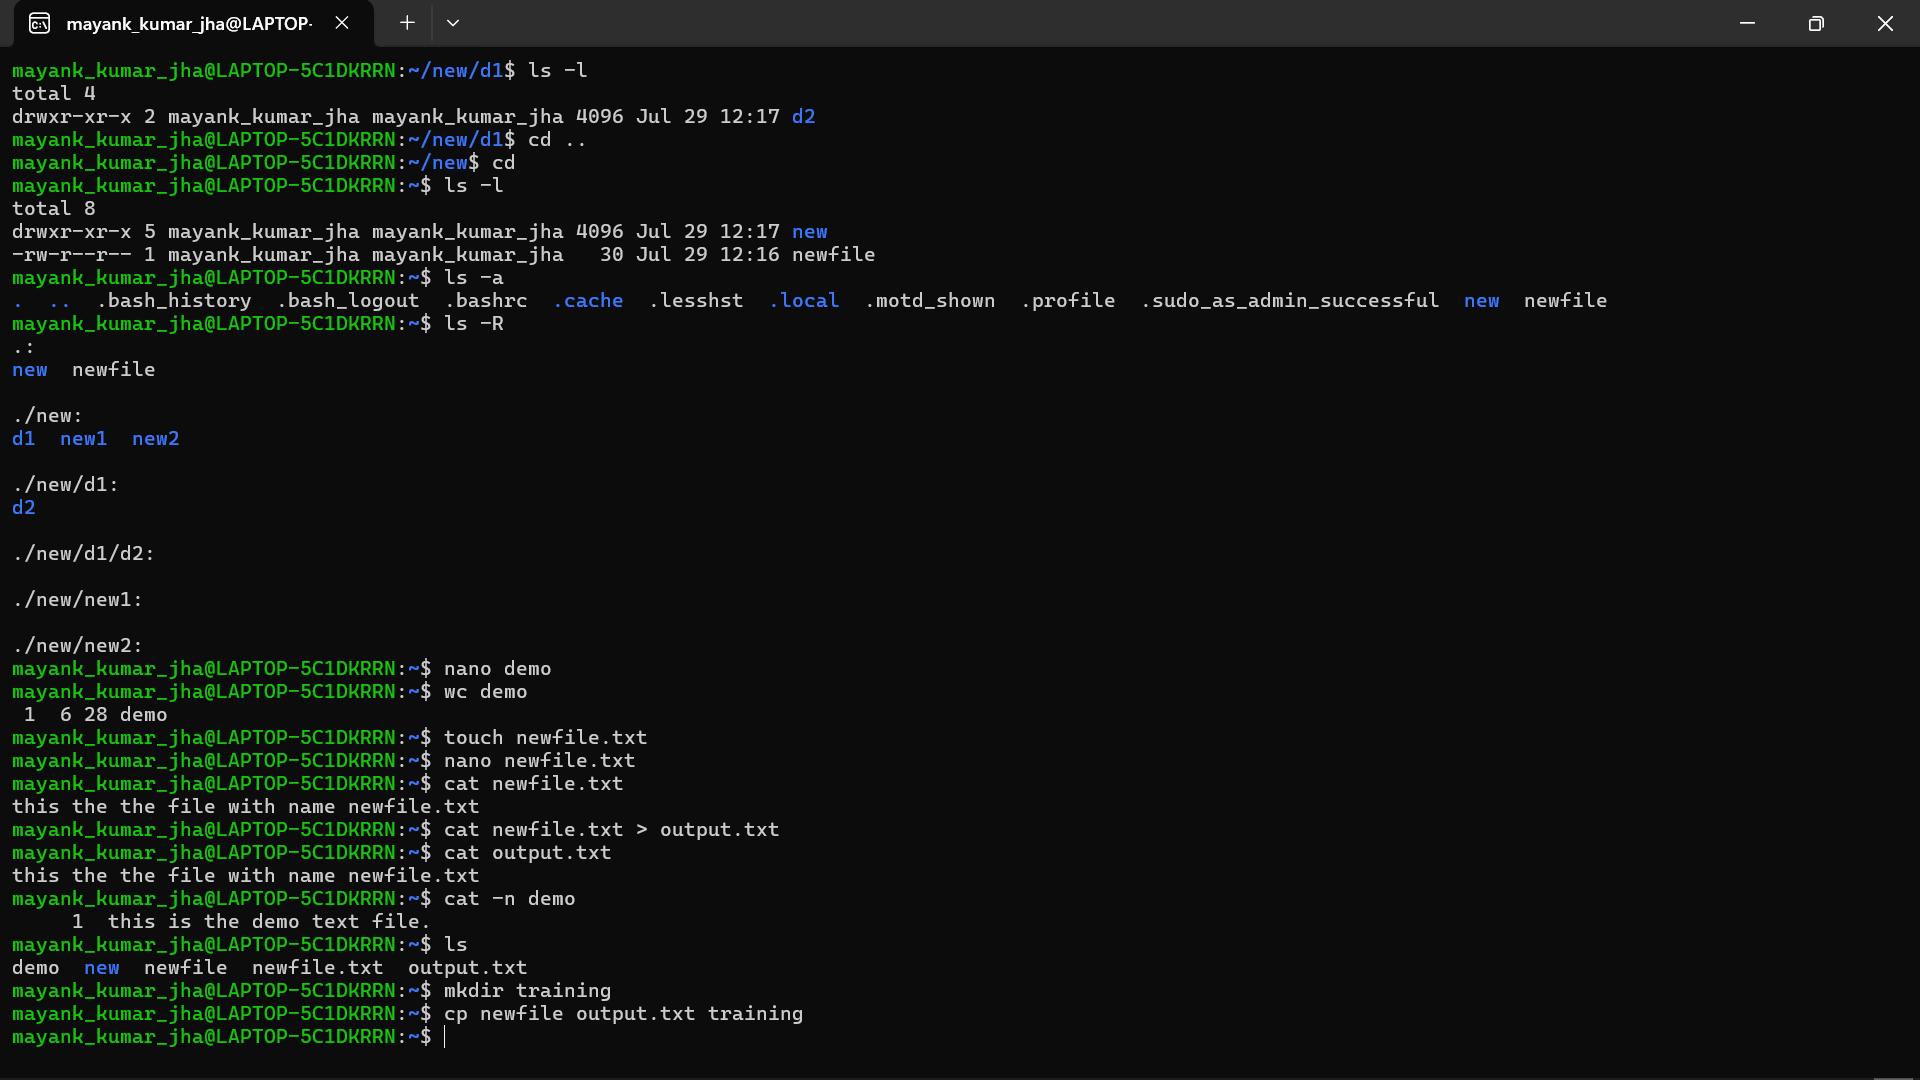 mayank_kumar_jha@LAPTOP-
mayank_kumar_jha@LAPTOP-5C1DKRRN:~/new/d1$ ls -l
total 4
drwxr-xr-x 2 mayank_kumar_jha mayank_kumar_jha 4096 Jul 29 12:17 d2
mayank_kumar_jha@LAPTOP-5C1DKRRN:~/new/d1$ cd ..
mayank_kumar_jha@LAPTOP-5C1DKRRN:~/new$ cd
mayank_kumar_jha@LAPTOP-5C1DKRRN:~$ ls -l
total 8
drwxr-xr-x 5 mayank_kumar_jha mayank_kumar_jha 4096 Jul 29 12:17 new
-rw-r--r-- 1 mayank_kumar_jha mayank_kumar_jha   30 Jul 29 12:16 newfile
mayank_kumar_jha@LAPTOP-5C1DKRRN:~$ ls -a
.  ..  .bash_history  .bash_logout  .bashrc  .cache  .lesshst  .local  .motd_shown  .profile  .sudo_as_admin_successful  new  newfile
mayank_kumar_jha@LAPTOP-5C1DKRRN:~$ ls -R
.:
new  newfile

./new:
d1  new1  new2

./new/d1:
d2

./new/d1/d2:

./new/new1:

./new/new2:
mayank_kumar_jha@LAPTOP-5C1DKRRN:~$ nano demo
mayank_kumar_jha@LAPTOP-5C1DKRRN:~$ wc demo
 1  6 28 demo
mayank_kumar_jha@LAPTOP-5C1DKRRN:~$ touch newfile.txt
mayank_kumar_jha@LAPTOP-5C1DKRRN:~$ nano newfile.txt
mayank_kumar_jha@LAPTOP-5C1DKRRN:~$ cat newfile.txt
this the the file with name newfile.txt
mayank_kumar_jha@LAPTOP-5C1DKRRN:~$ cat newfile.txt > output.txt
mayank_kumar_jha@LAPTOP-5C1DKRRN:~$ cat output.txt
this the the file with name newfile.txt
mayank_kumar_jha@LAPTOP-5C1DKRRN:~$ cat -n demo
     1  this is the demo text file.
mayank_kumar_jha@LAPTOP-5C1DKRRN:~$ ls
demo  new  newfile  newfile.txt  output.txt
mayank_kumar_jha@LAPTOP-5C1DKRRN:~$ mkdir training
mayank_kumar_jha@LAPTOP-5C1DKRRN:~$ cp newfile output.txt training
mayank_kumar_jha@LAPTOP-5C1DKRRN:~$